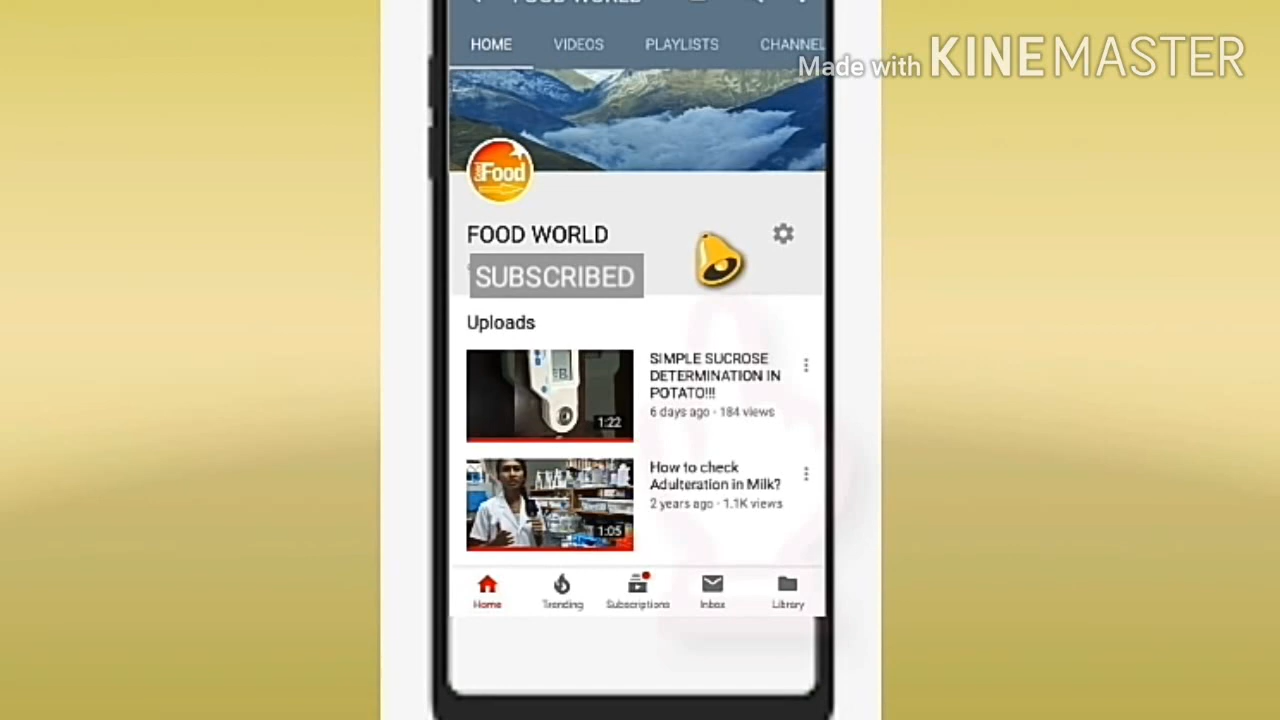 FOOD WORLD
HOME VIDEOS PLAYLISTS CHANNEL
Made with KINEMASTER
Food
FOOD WORLD
SUBSCRIBED
Uploads
SIMPLE SUCROSE
DETERMINATION IN
POTATO!!!
6 days ago · 184 views
1:22
How to check
Adulteration in Milk?
2 years ago · 1.1K views
1:05
Home Trending Subscriptions Inbox Library